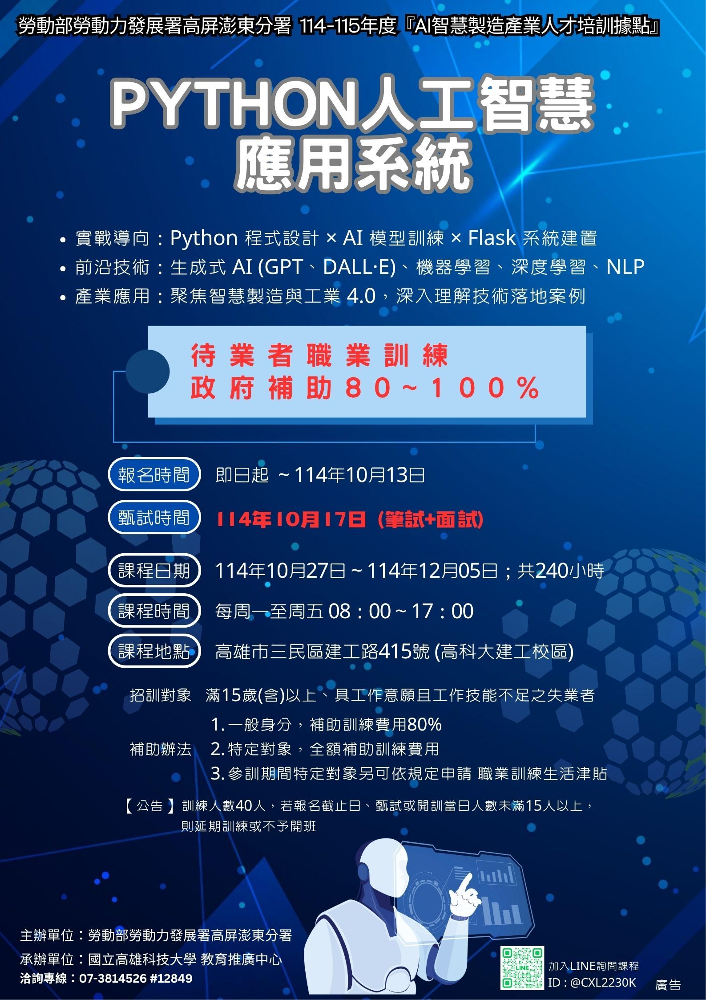 勞動部勞動力發展署高屏澎東分署 114-115年度『AI智慧製造產業人才培訓據點』
PYTHON人工智慧
應用系統
• 實戰導向：Python 程式設計 × AI 模型訓練 × Flask 系統建置
• 前沿技術：生成式 AI (GPT、DALL·E)、機器學習、深度學習、NLP
• 產業應用：聚焦智慧製造與工業 4.0，深入理解技術落地案例
待業者職業訓練
政府補助80~100%
報名時間 即日起 ~ 114年10月13日
甄試時間 114年10月17日 (筆試+面試)
課程日期 114年10月27日 ~ 114年12月05日；共240小時
課程時間 每周一至周五 08：00 ~ 17：00
課程地點 高雄市三民區建工路415號 (高科大建工校區)
招訓對象 滿15歲(含)以上、具工作意願且工作技能不足之失業者
1. 一般身分，補助訓練費用80%
補助辦法 2. 特定對象，全額補助訓練費用
3. 參訓期間特定對象另可依規定申請 職業訓練生活津貼
【公告】訓練人數40人，若報名截止日、甄試或開訓當日人數未滿15人以上，
則延期訓練或不予開班
主辦單位：勞動部勞動力發展署高屏澎東分署
承辦單位：國立高雄科技大學 教育推廣中心
洽詢專線：07-3814526 #12849
LINE
加入LINE詢問課程
ID : @CXL2230K
廣告